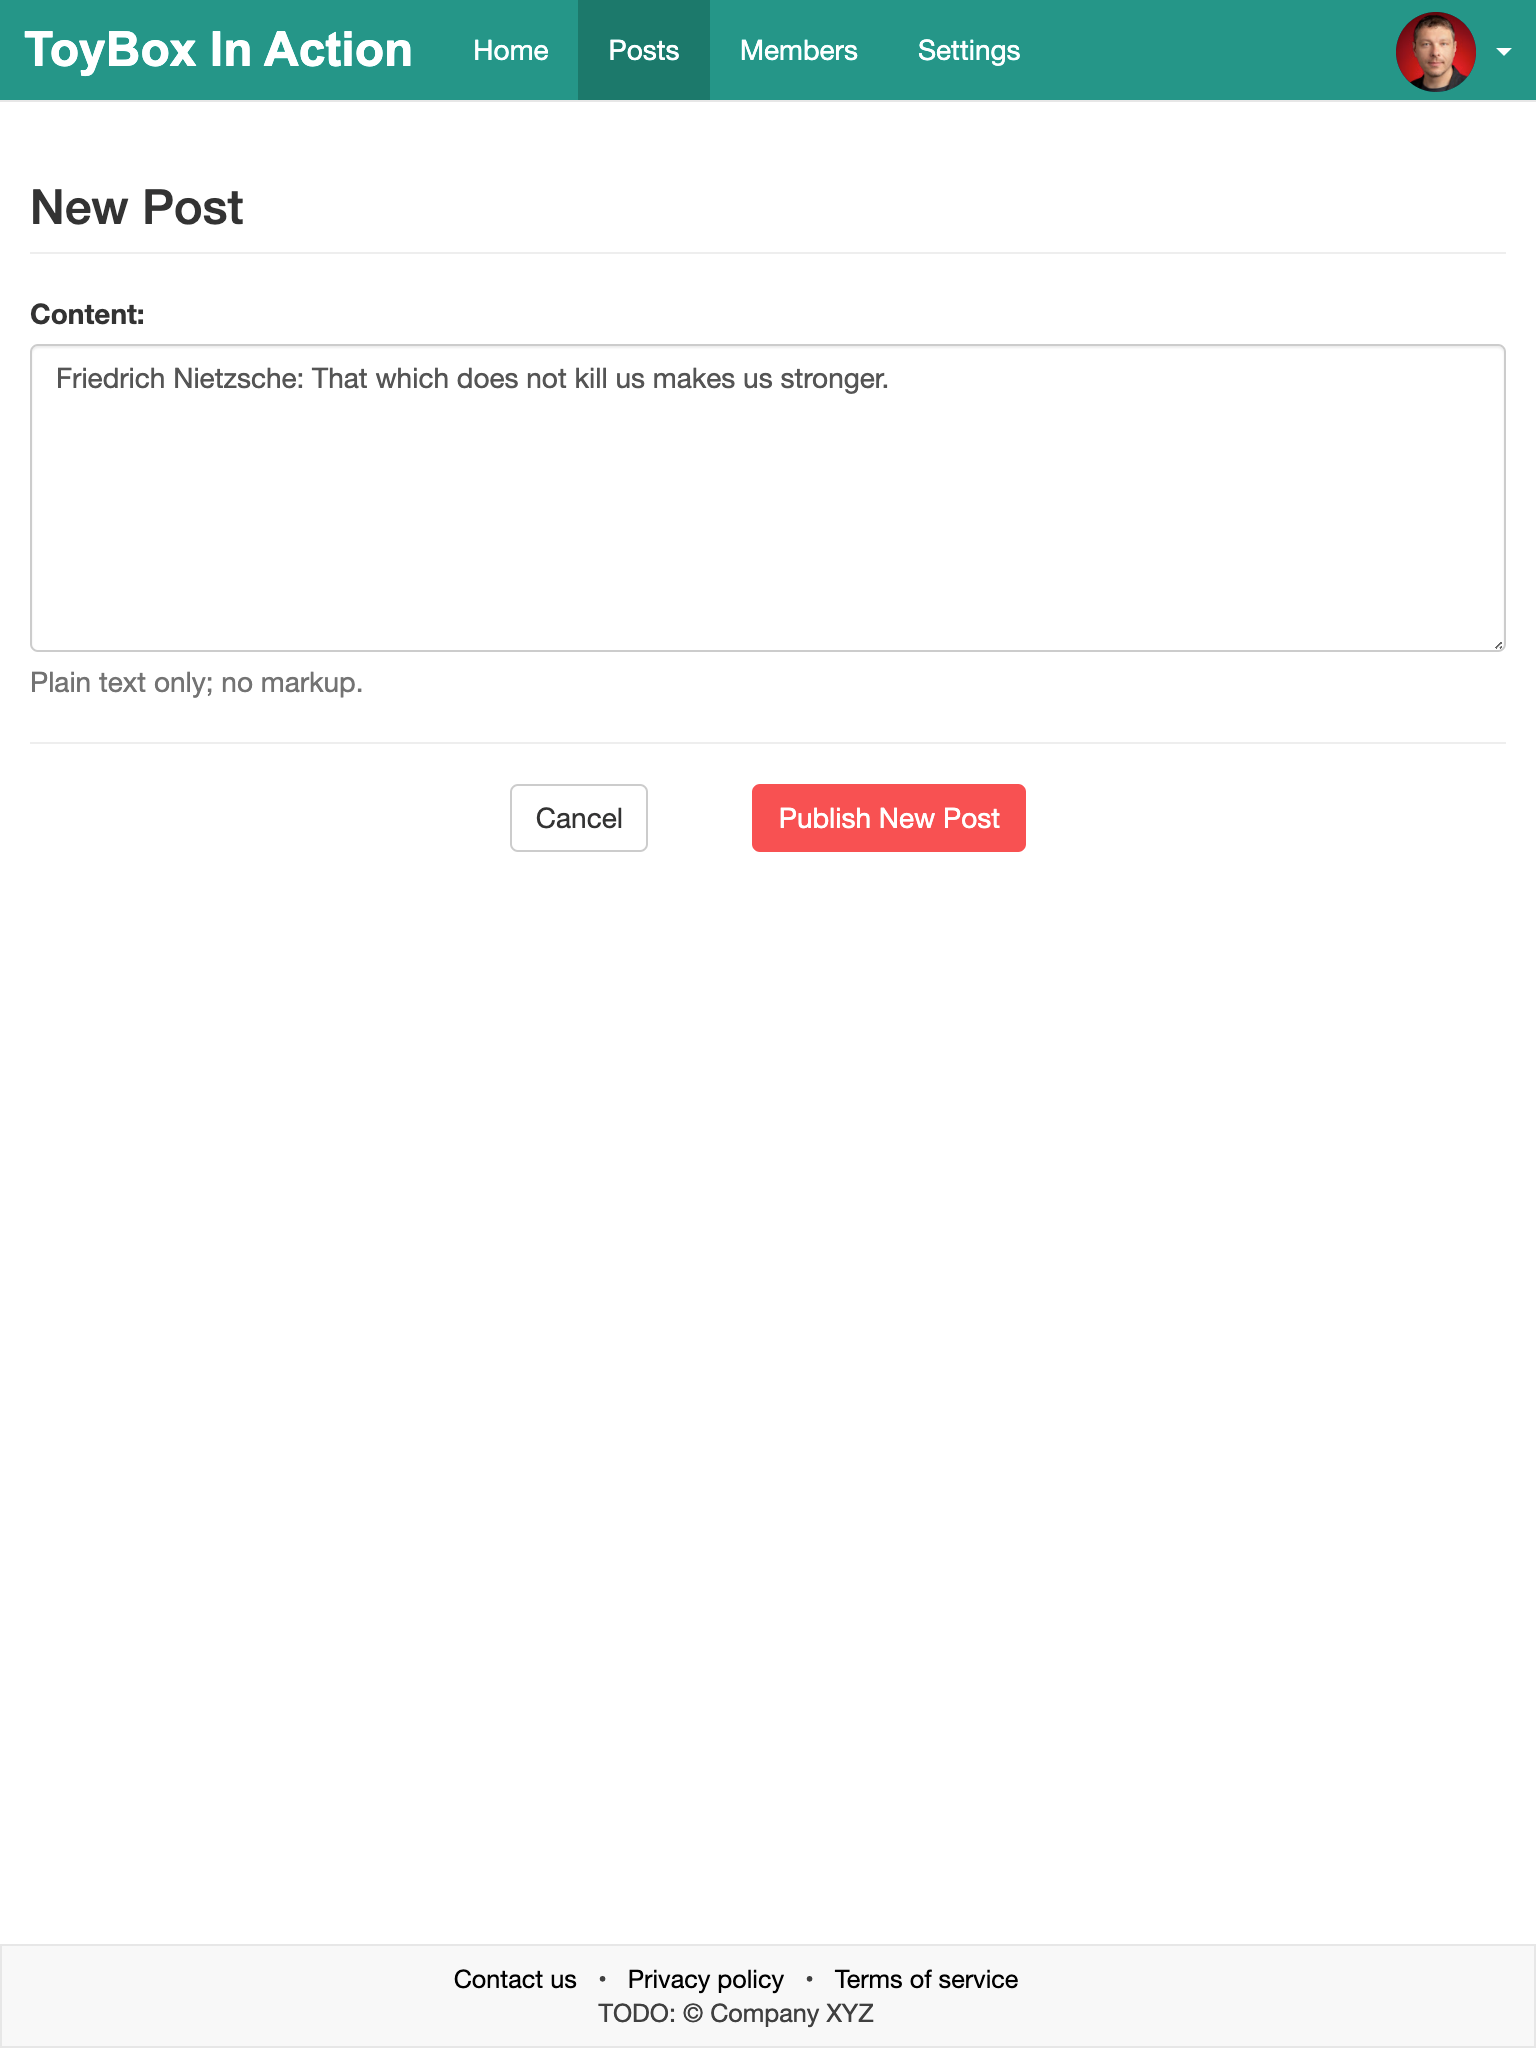 ToyBox In Action Home Posts Members Settings
New Post
Content:
Friedrich Nietzsche: That which does not kill us makes us stronger.
Plain text only; no markup.
Cancel Publish New Post
Contact us • Privacy policy • Terms of service
TODO: © Company XYZ